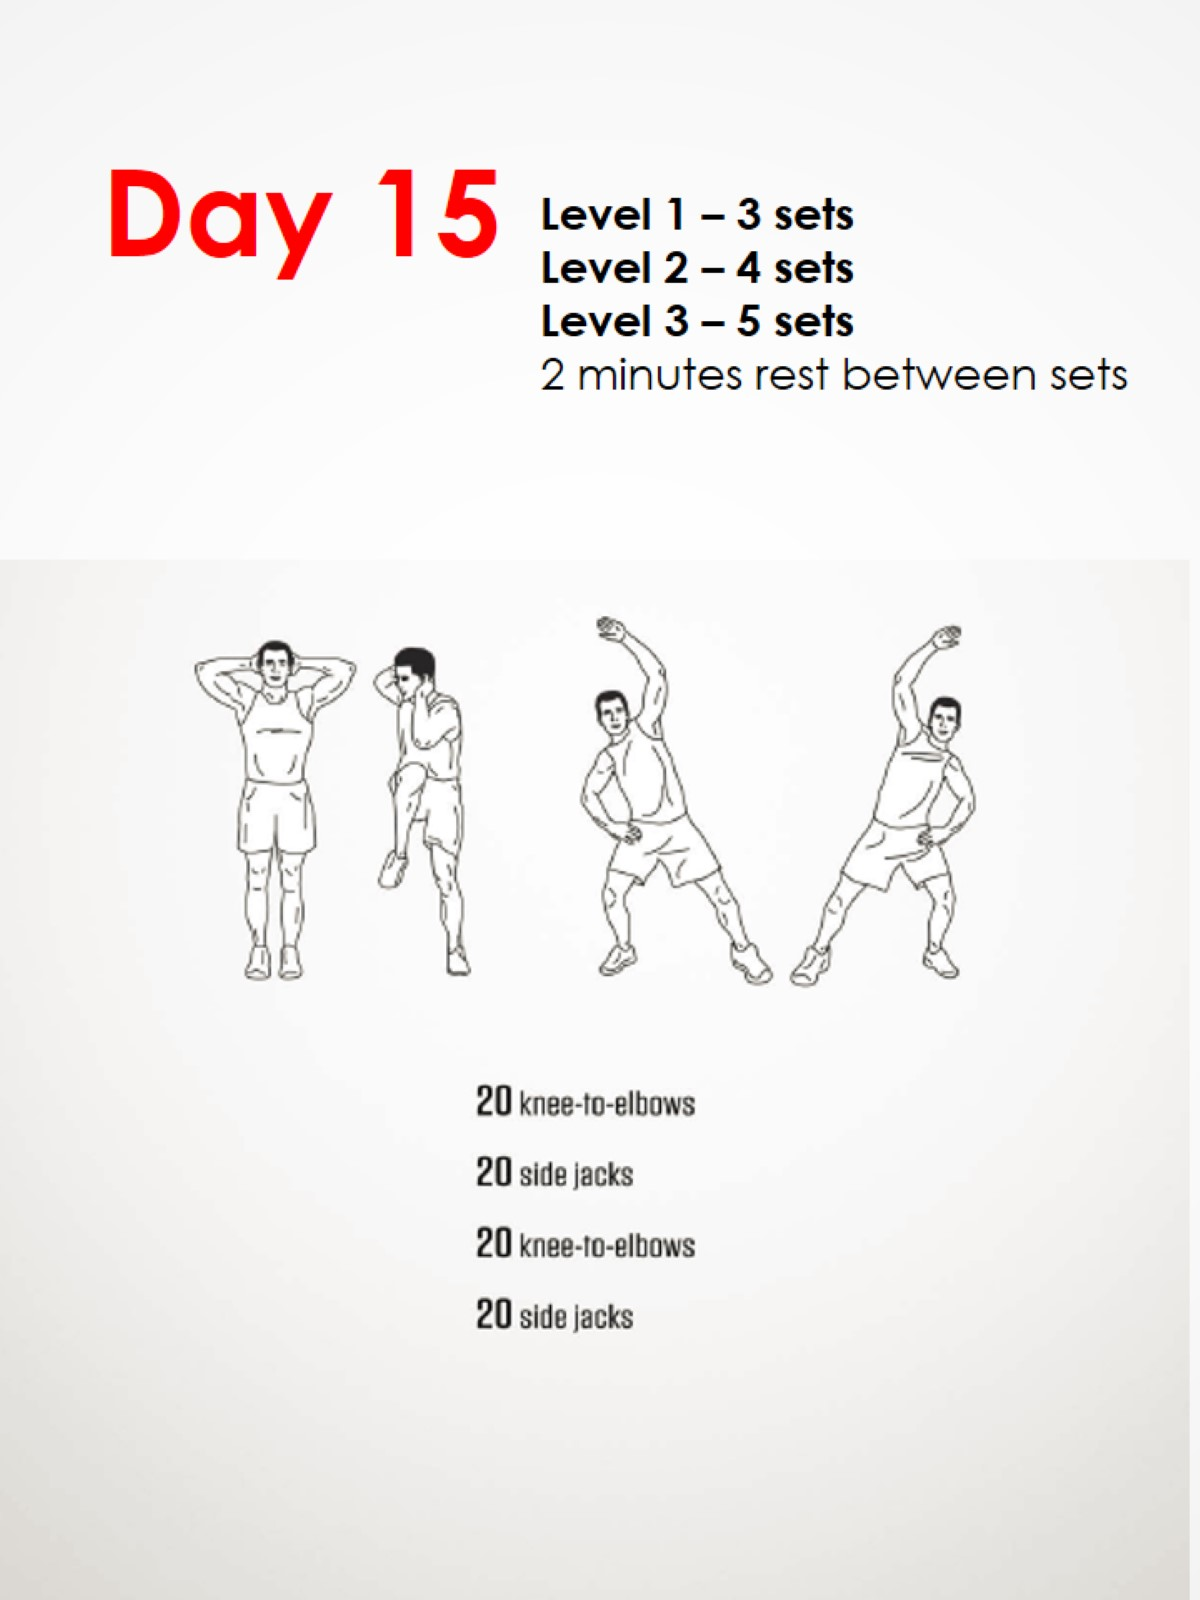 Day 15
Level 1 – 3 sets
Level 2 – 4 sets
Level 3 – 5 sets
2 minutes rest between sets
20 knee-to-elbows
20 side jacks
20 knee-to-elbows
20 side jacks